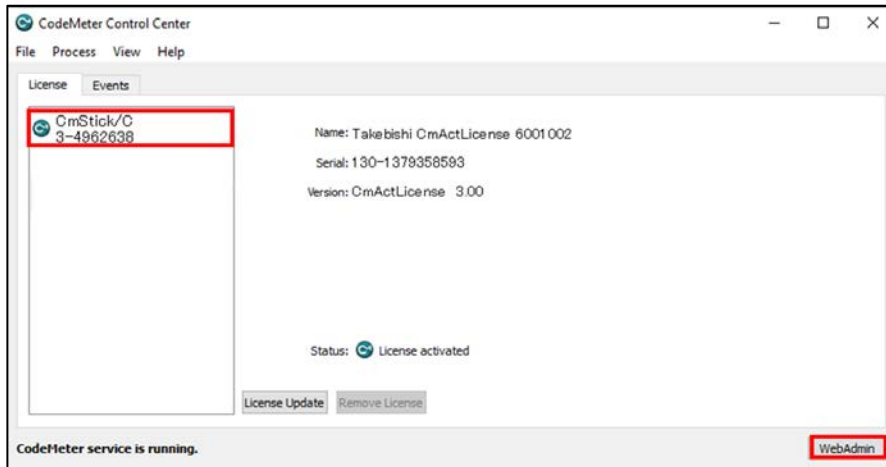 CodeMeter Control Center
File Process View Help
License Events
CmStick/C
3-4962638
Name: Takebishi CmActLicense 6001002
Serial: 130-1379358593
Version: CmActLicense 3.00
Status: License activated
License Update Remove License
CodeMeter service is running. WebAdmin